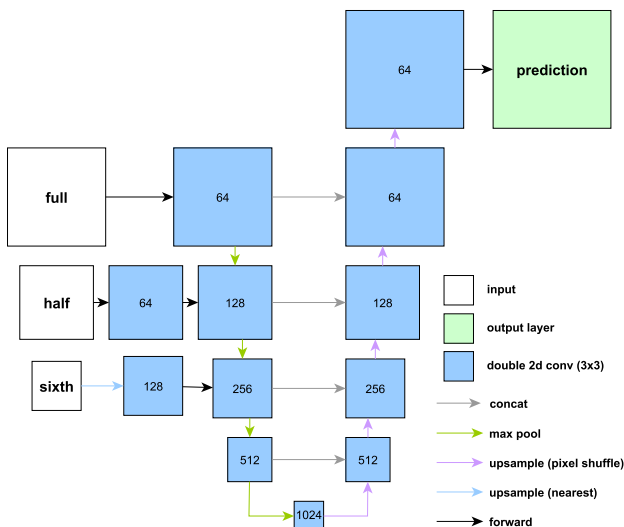 64
prediction
full
64
64
half
64
128
128
sixth
128
256
256
512
512
1024
input
output layer
double 2d conv (3x3)
concat
max pool
upsample (pixel shuffle)
upsample (nearest)
forward